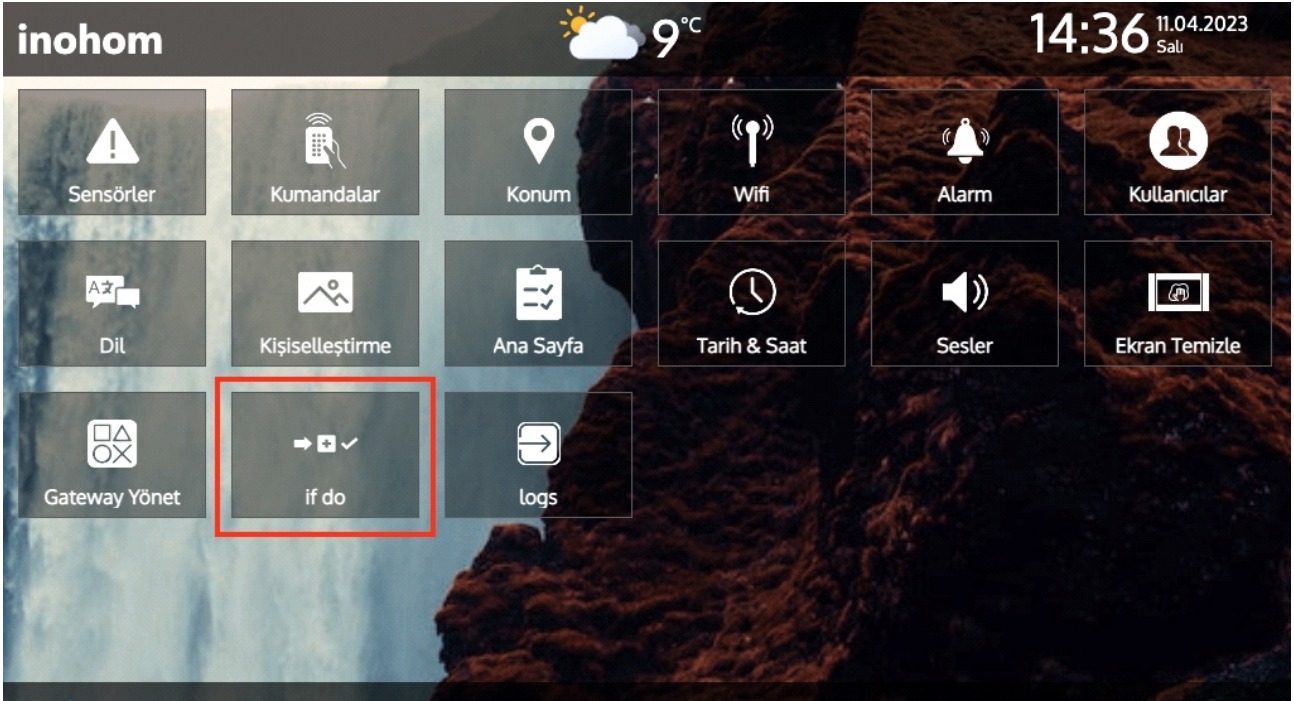 inohom
9°C
14:36
11.04.2023
Salı
Sensörler
Kumandalar
Konum
Wifi
Alarm
Kullanıcılar
Dil
Kişiselleştirme
Ana Sayfa
Tarih & Saat
Sesler
Ekran Temizle
Gateway Yönet
if do
logs